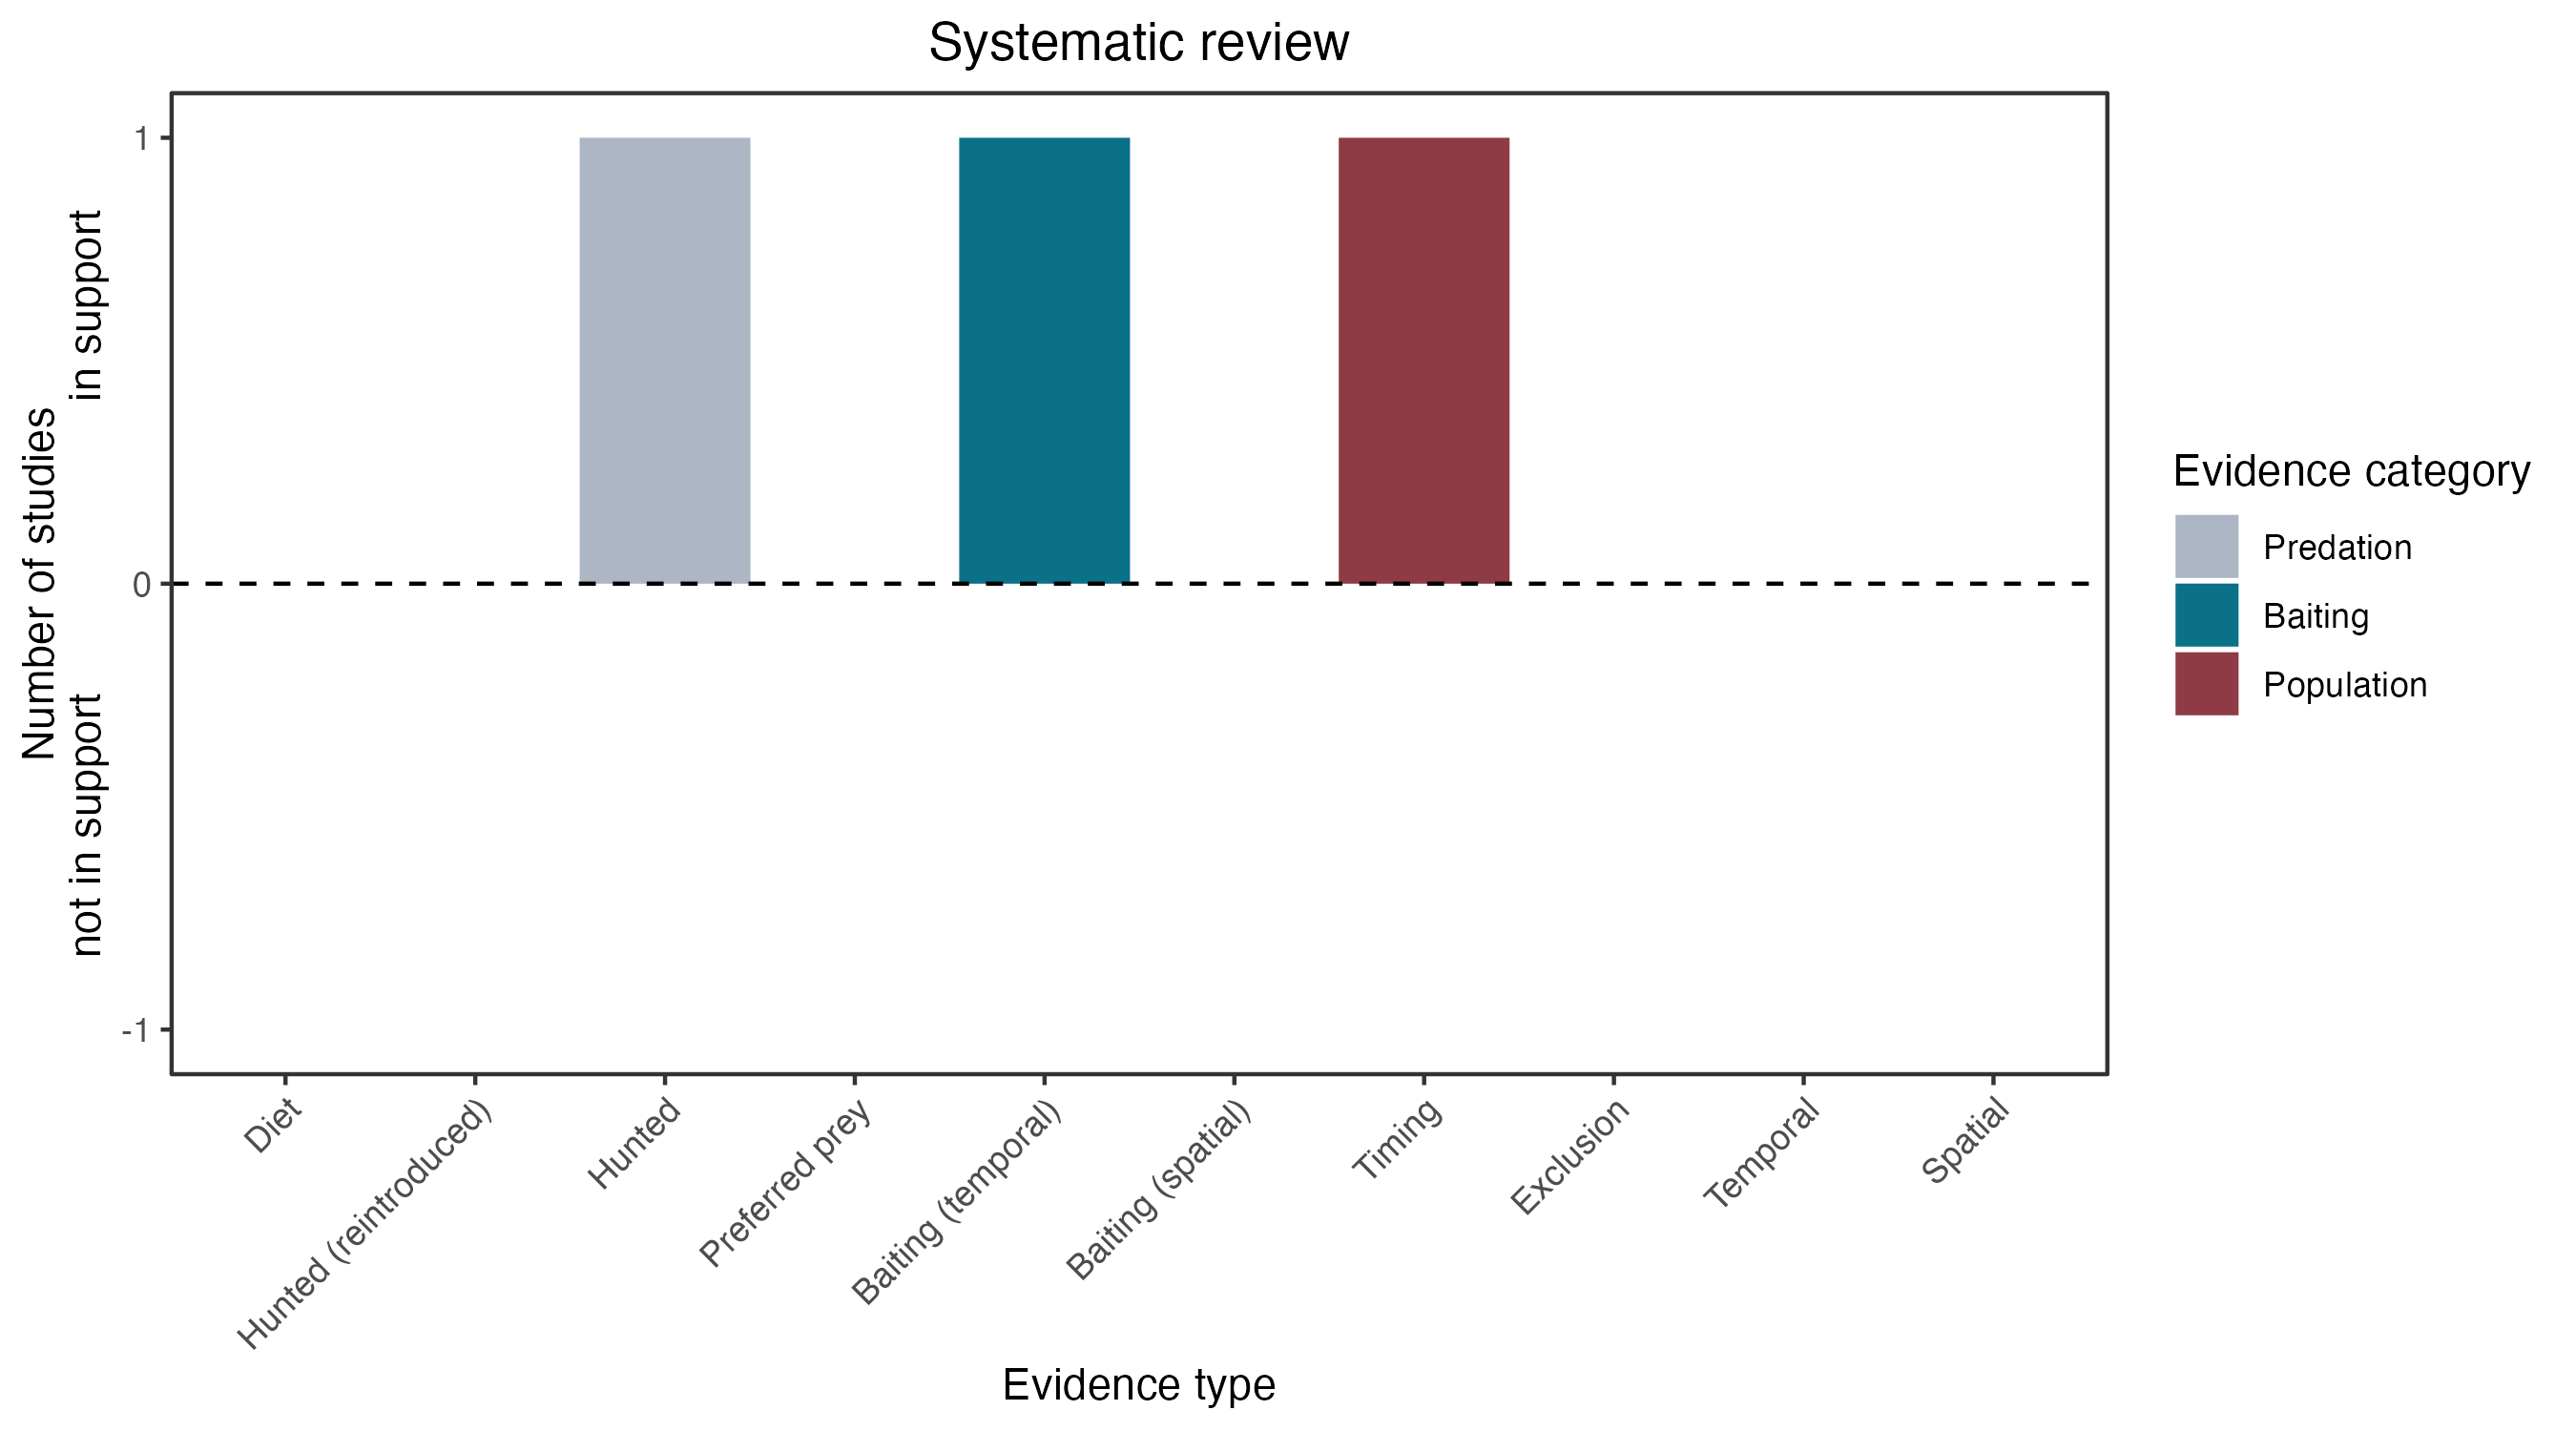 Systematic review
Number of studies
in support
not in support
1
0
-1
Diet
Hunted (reintroduced)
Hunted
Preferred prey
Baiting (temporal)
Baiting (spatial)
Timing
Exclusion
Temporal
Spatial
Evidence type
Evidence category
Predation
Baiting
Population